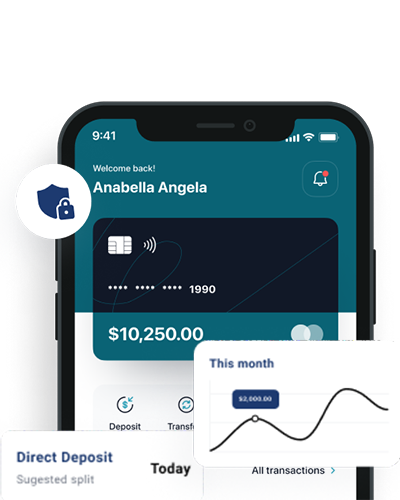 9:41
Welcome back!
Anabella Angela
**** **** **** 1990
$10,250.00
This month
$2,000.00
Deposit
Transfe
Direct Deposit
Sugested split
Today
All transactions >